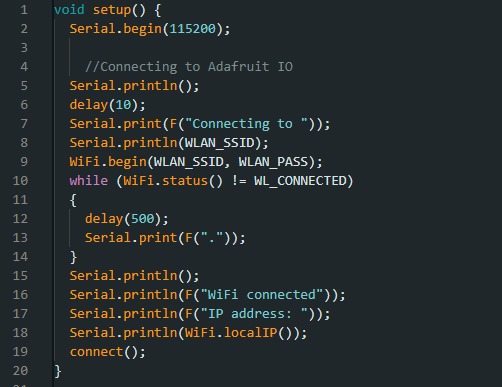 1 void setup() {
2 Serial.begin(115200);
3
4 //Connecting to Adafruit IO
5 Serial.println();
6 delay(10);
7 Serial.print(F("Connecting to "));
8 Serial.println(WLAN_SSID);
9 WiFi.begin(WLAN_SSID, WLAN_PASS);
10 while (WiFi.status() != WL_CONNECTED)
11 {
12 delay(500);
13 Serial.print(F("."));
14 }
15 Serial.println();
16 Serial.println(F("WiFi connected"));
17 Serial.println(F("IP address: "));
18 Serial.println(WiFi.localIP());
19 connect();
20 }